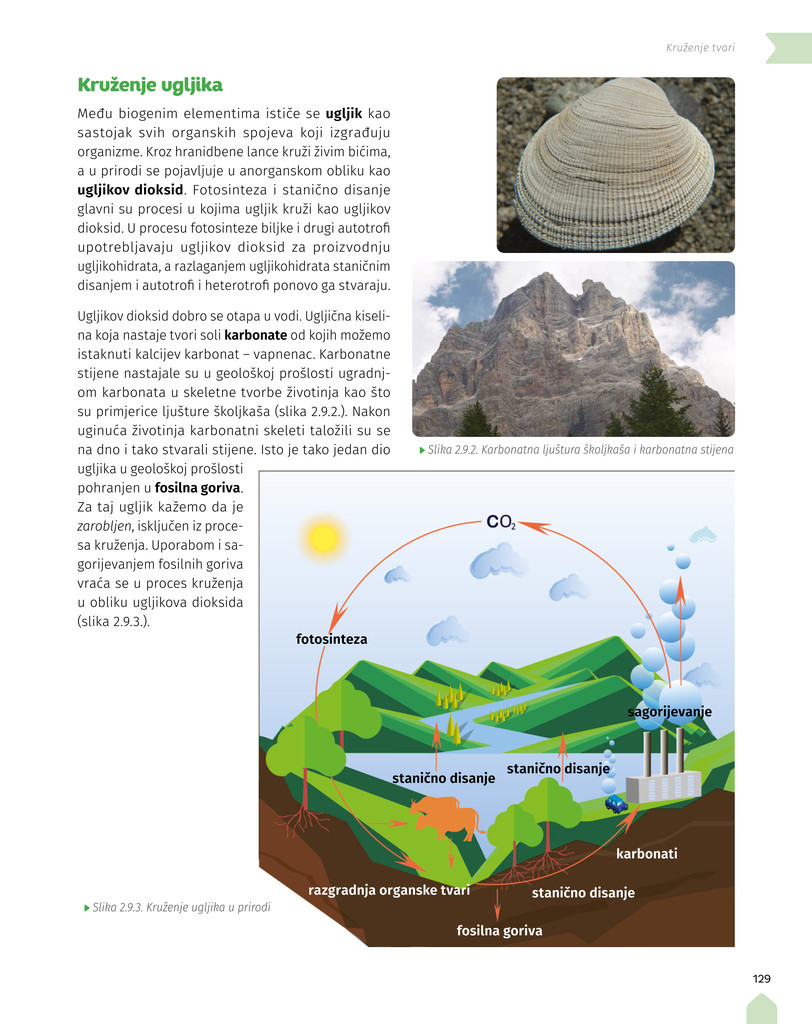 Kruženje tvari
Kruženje ugljika
Među biogenim elementima ističe se ugljik kao
sastojak svih organskih spojeva koji izgrađuju
organizme. Kroz hranidbene lance kruži živim bićima,
a u prirodi se pojavljuje u anorganskom obliku kao
ugljikov dioksid. Fotosinteza i stanično disanje
glavni su procesi u kojima ugljik kruži kao ugljikov
dioksid. U procesu fotosinteze biljke i drugi autotrofi
upotrebljavaju ugljikov dioksid za proizvodnju
ugljikohidrata, a razlaganjem ugljikohidrata staničnim
disanjem i autotrofi i heterotrofi ponovo ga stvaraju.
Ugljikov dioksid dobro se otapa u vodi. Ugljična kiseli-
na koja nastaje tvori soli karbonate od kojih možemo
istaknuti kalcijev karbonat – vapnenac. Karbonatne
stijene nastajale su u geološkoj prošlosti ugradnj-
om karbonata u skeletne tvorbe životinja kao što
su primjerice ljušture školjkaša (slika 2.9.2.). Nakon
uginuća životinja karbonatni skeleti taložili su se
na dno i tako stvarali stijene. Isto je tako jedan dio
ugljika u geološkoj prošlosti
pohranjen u fosilna goriva.
Za taj ugljik kažemo da je
zarobljen, isključen iz proce-
sa kruženja. Uporabom i sa-
gorijevanjem fosilnih goriva
vraća se u proces kruženja
u obliku ugljikova dioksida
(slika 2.9.3.).
Slika 2.9.2. Karbonatna ljuštura školjkaša i karbonatna stijena
CO₂
fotosinteza
sagorijevanje
stanično disanje
stanično disanje
karbonati
razgradnja organske tvari
stanično disanje
fosilna goriva
Slika 2.9.3. Kruženje ugljika u prirodi
129